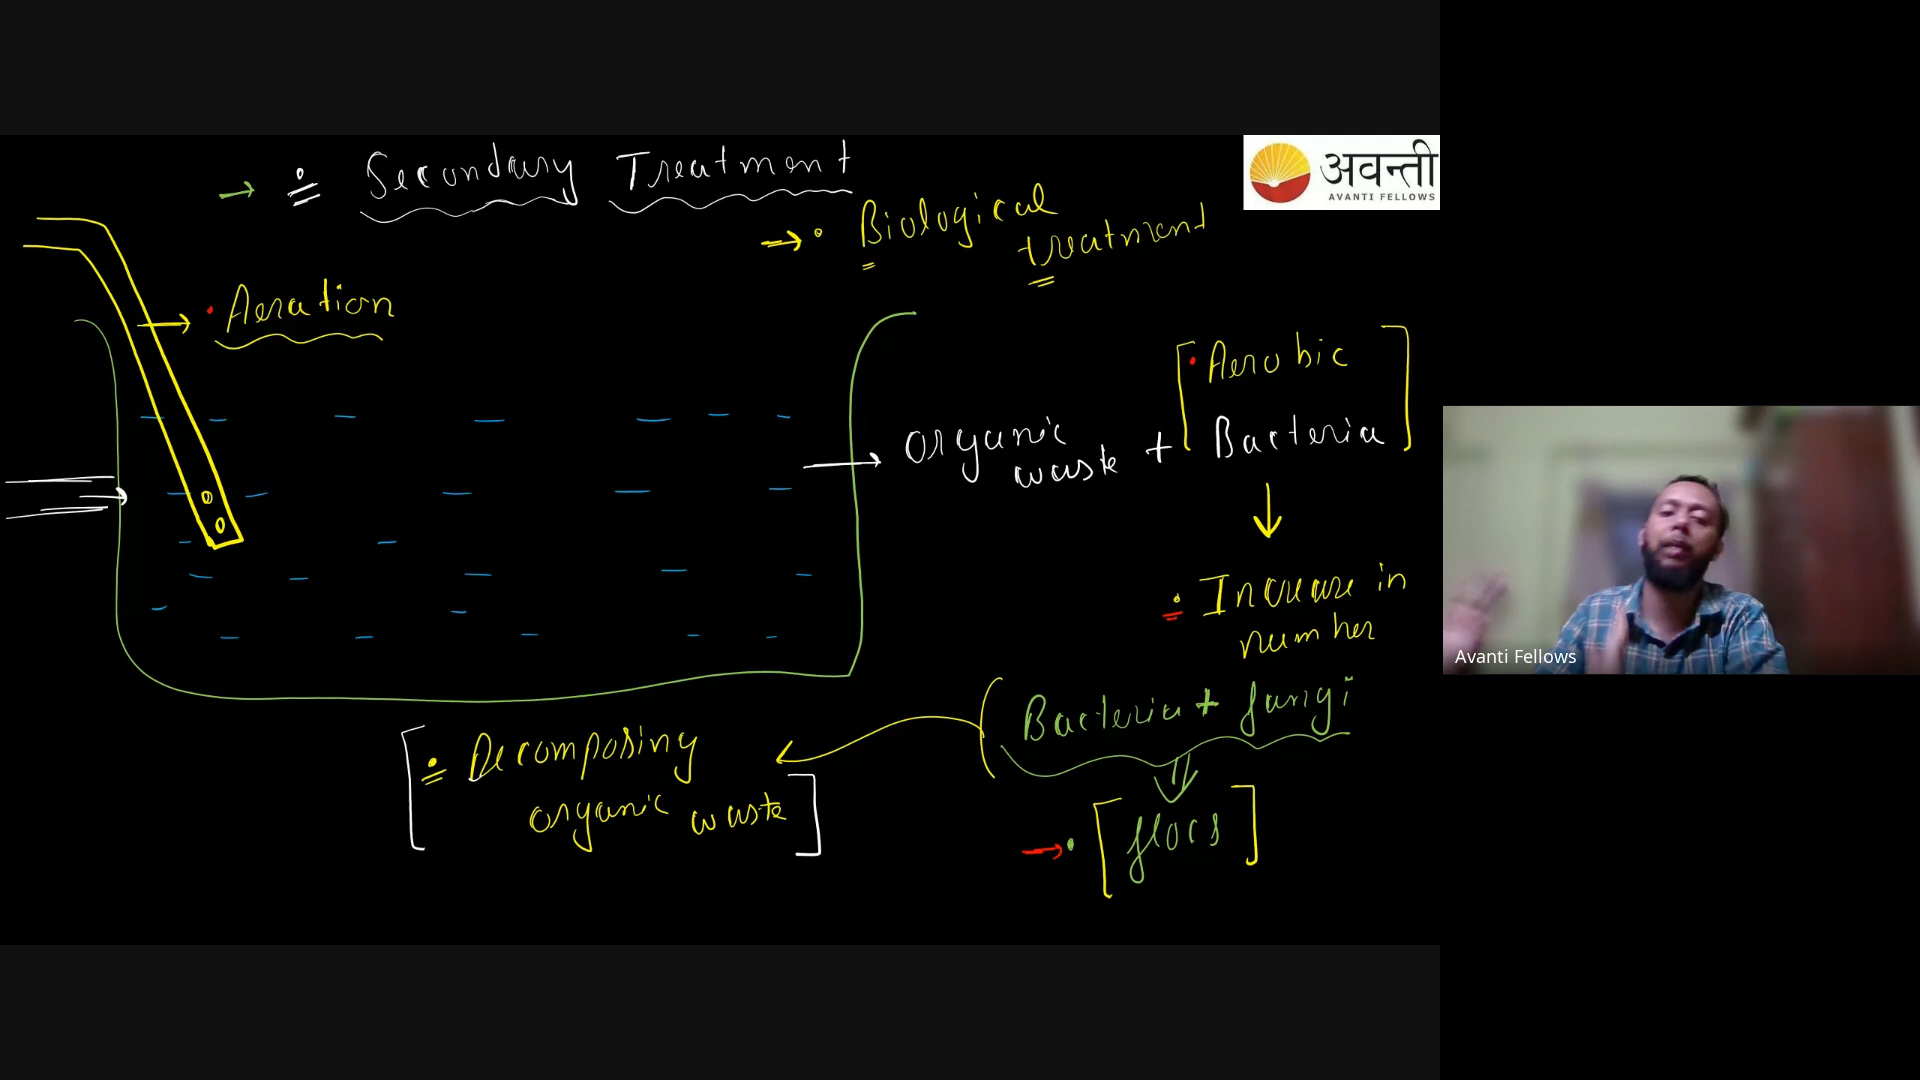 → Secondary Treatment
→ • Biological
treatment
अवन्ती
AVANTI FELLOWS
→ • Aeration
• Aerobic
→ organic
waste + Bacteria
↓
• Increase in
number
Bacteria + fungi
⇓
→ • [flocs]
• Decomposing
organic waste
Avanti Fellows